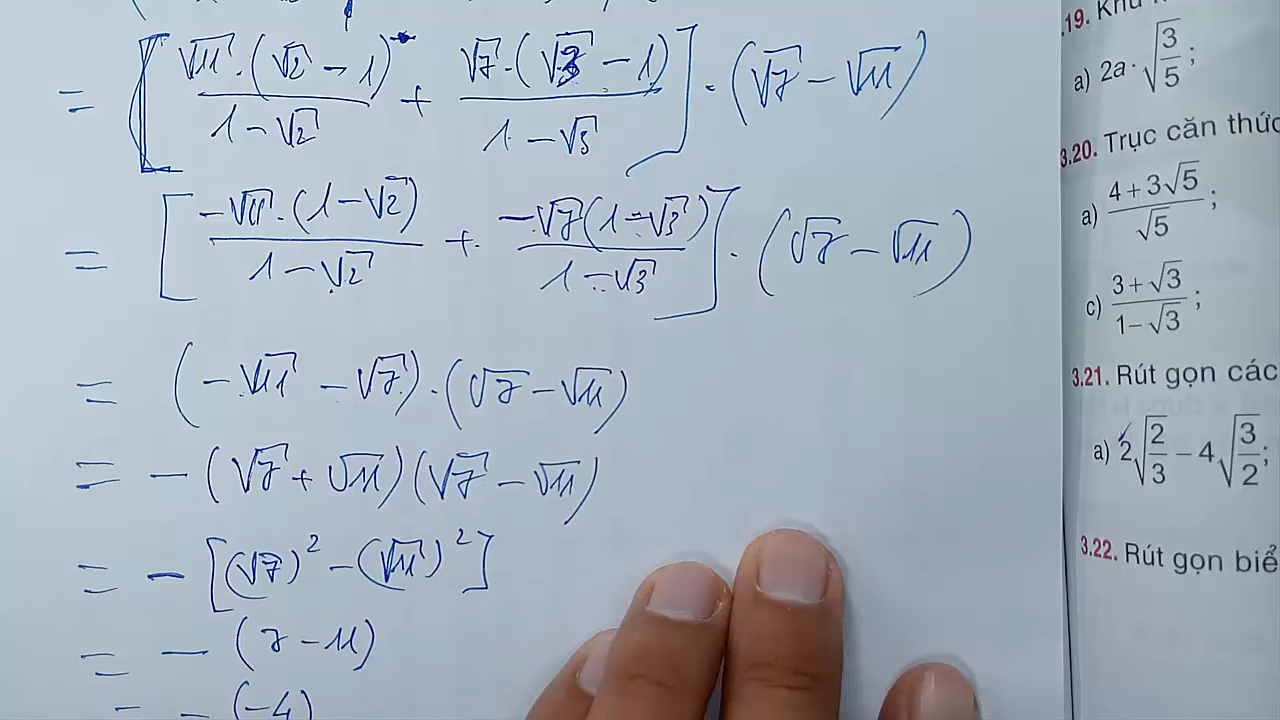 = [ √11·(√2 − 1) / (1 − √2) + √7·(√3 − 1) / (1 − √3) ] · (√7 − √11)
= [ −√11·(1 − √2) / (1 − √2) + −√7(1 − √3) / (1 − √3) ] · (√7 − √11)
= (−√11 − √7)·(√7 − √11)
= −(√7 + √11)(√7 − √11)
= −[(√7)² − (√11)²]
= −(7 − 11)
= −(−4)
.19.
a) 2a·√(3/5);
3.20. Trục căn thức
a) (4+3√5)/√5;
c) (3+√3)/(1−√3);
3.21. Rút gọn các
a) 2√(2/3) − 4√(3/2);
3.22. Rút gọn